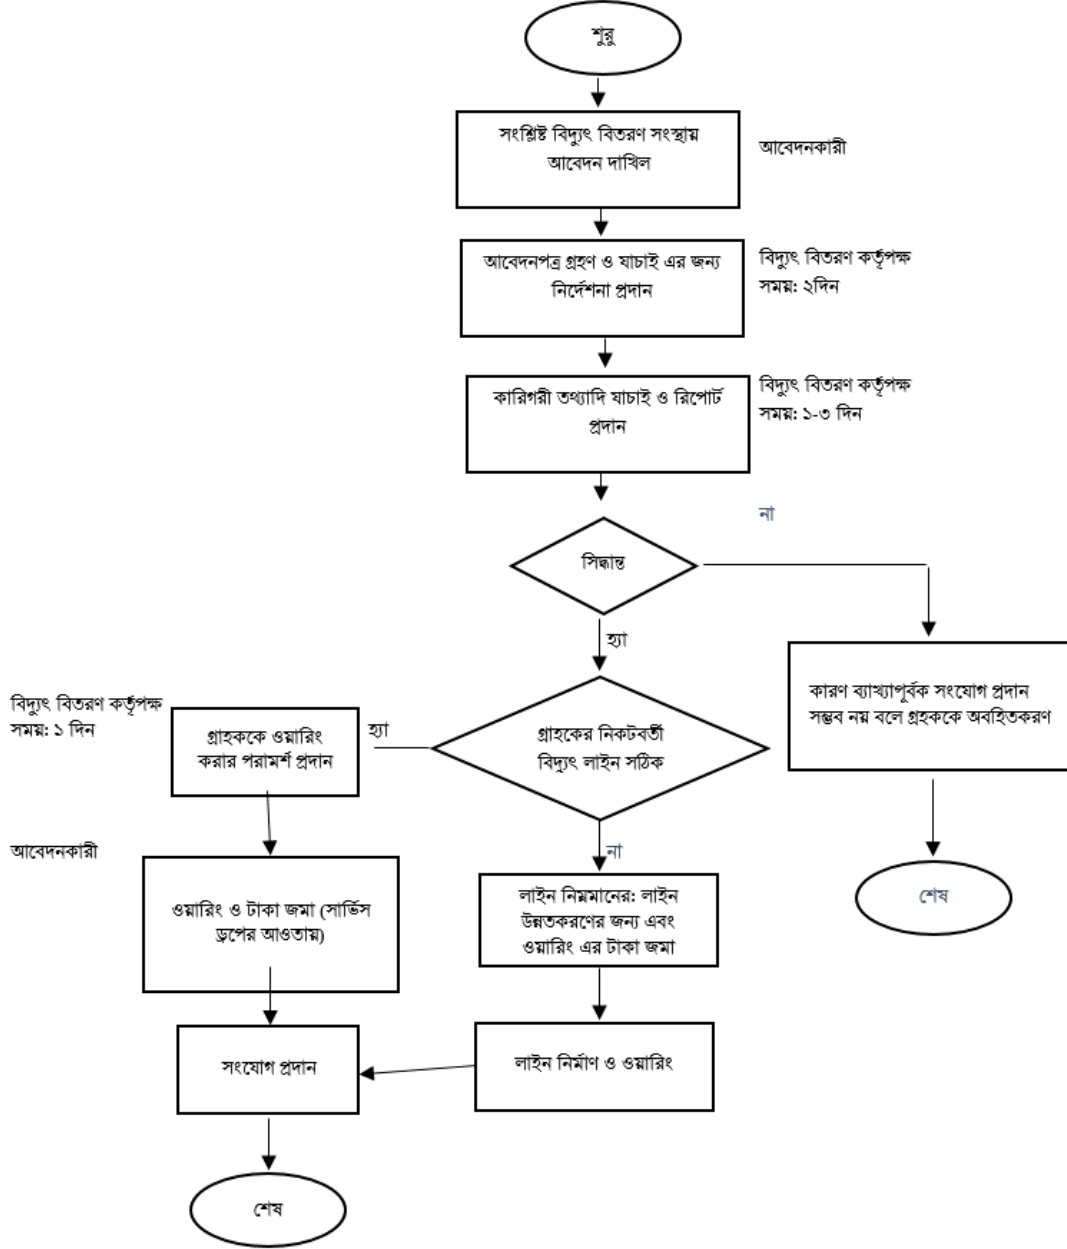 শুরু
সংশ্লিষ্ট বিদ্যুৎ বিতরণ সংস্থায়
আবেদন দাখিল
আবেদনকারী
আবেদনপত্র গ্রহণ ও যাচাই এর জন্য
নির্দেশনা প্রদান
বিদ্যুৎ বিতরণ কর্তৃপক্ষ
সময়: ২দিন
কারিগরী তথ্যাদি যাচাই ও রিপোর্ট
প্রদান
বিদ্যুৎ বিতরণ কর্তৃপক্ষ
সময়: ১-৩ দিন
না
সিদ্ধান্ত
হ্যা
কারণ ব্যাখ্যাপূর্বক সংযোগ প্রদান
সম্ভব নয় বলে গ্রহককে অবহিতকরণ
বিদ্যুৎ বিতরণ কর্তৃপক্ষ
সময়: ১ দিন
গ্রাহককে ওয়ারিং
করার পরামর্শ প্রদান
হ্যা
গ্রাহকের নিকটবর্তী
বিদ্যুৎ লাইন সঠিক
না
আবেদনকারী
ওয়ারিং ও টাকা জমা (সার্ভিস
ড্রপের আওতায়)
লাইন নিম্নমানের: লাইন
উন্নতকরণের জন্য এবং
ওয়ারিং এর টাকা জমা
শেষ
সংযোগ প্রদান
লাইন নির্মাণ ও ওয়ারিং
শেষ